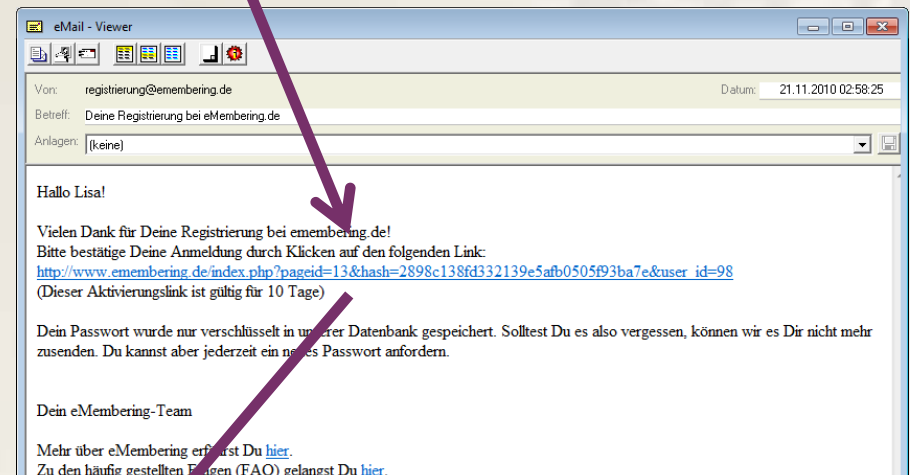 eMail - Viewer
Von: registrierung@emembering.de Datum: 21.11.2010 02:58:25
Betreff: Deine Registrierung bei eMembering.de
Anlagen: (keine)
Hallo Lisa!
Vielen Dank für Deine Registrierung bei emembering.de!
Bitte bestätige Deine Anmeldung durch Klicken auf den folgenden Link:
http://www.emembering.de/index.php?pageid=13&hash=2898c138fd332139e5afb0505f93ba7e&user_id=98
(Dieser Aktivierungslink ist gültig für 10 Tage)
Dein Passwort wurde nur verschlüsselt in unserer Datenbank gespeichert. Solltest Du es also vergessen, können wir es Dir nicht mehr
zusenden. Du kannst aber jederzeit ein neues Passwort anfordern.
Dein eMembering-Team
Mehr über eMembering erfährst Du hier.
Zu den häufig gestellten Fragen (FAQ) gelangst Du hier.